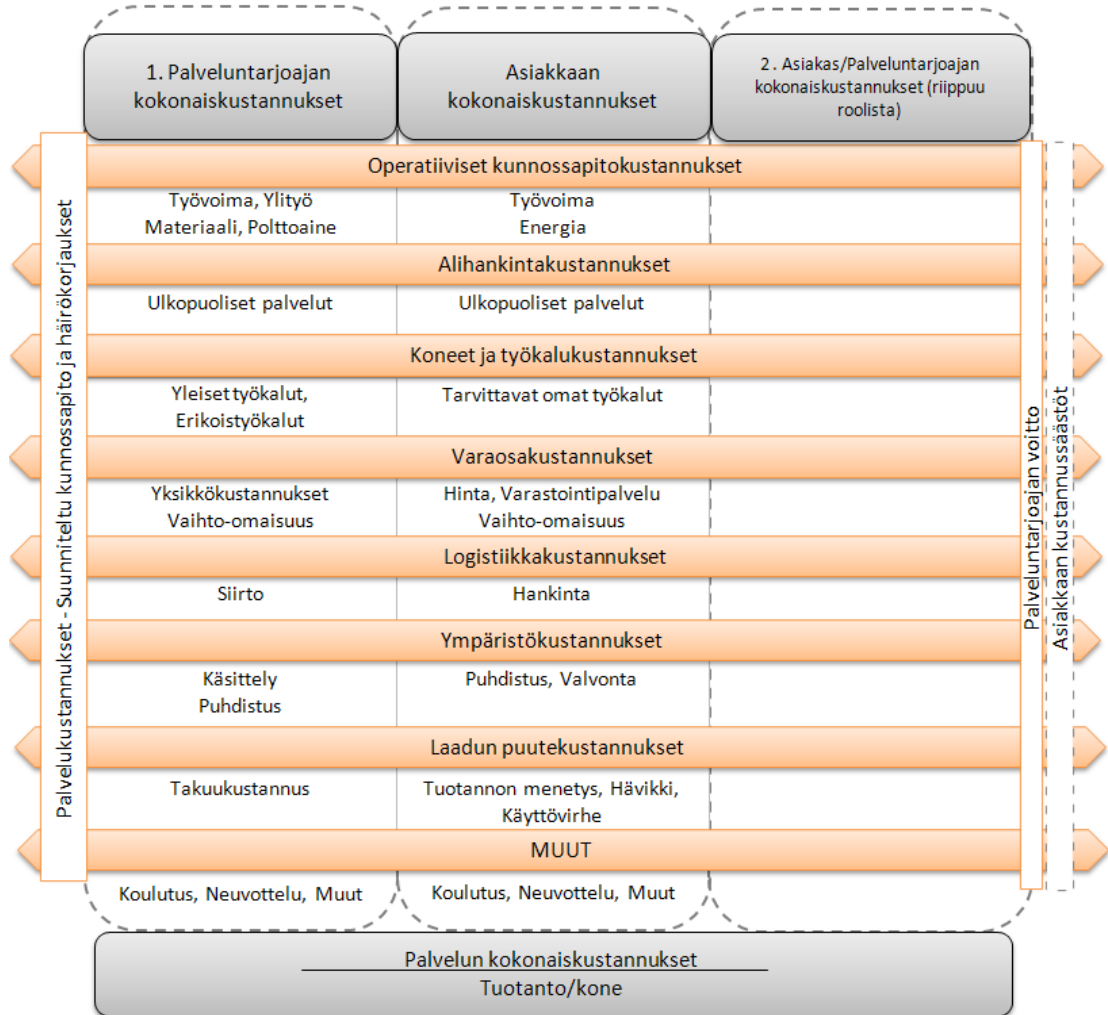 1. Palveluntarjoajan
kokonaiskustannukset
Asiakkaan
kokonaiskustannukset
2 . Asiakas/Palveluntarjoajan
kokonaiskustannukset (riippuu
roolista)
Palvelukustannukset - Suunniteltu kunnossapito ja häirökorjaukset
Operatiiviset kunnossapitokustannukset
Työvoima, Ylityö
Materiaali, Polttoaine
Työvoima
Energia
Alihankintakustannukset
Ulkopuoliset palvelut
Ulkopuoliset palvelut
Koneet ja työkalukustannukset
Yleiset työkalut,
Erikoistyökalut
Tarvittavat omat työkalut
Varaosakustannukset
Yksikkökustannukset
Vaihto-omaisuus
Hinta, Varastointipalvelu
Vaihto-omaisuus
Logistiikkakustannukset
Siirto
Hankinta
Ympäristökustannukset
Käsittely
Puhdistus
Puhdistus, Valvonta
Laadun puutekustannukset
Takuukustannus
Tuotannon menetys, Hävikki,
Käyttövirhe
MUUT
Koulutus, Neuvottelu, Muut
Koulutus, Neuvottelu, Muut
Palveluntarjoajan voitto
Asiakkaan kustannussäästöt
Palvelun kokonaiskustannukset
Tuotanto/kone